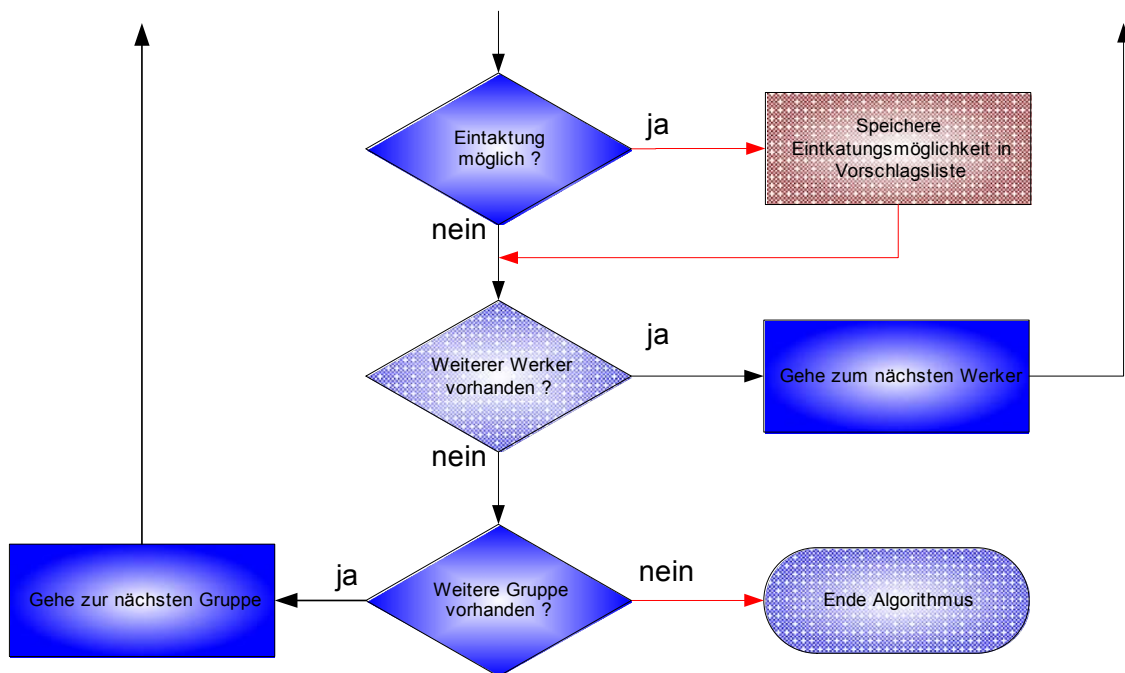 Eintaktung
möglich ?
ja
Speichere
Eintkatungsmöglichkeit in
Vorschlagsliste
nein
Weiterer Werker
vorhanden ?
ja
Gehe zum nächsten Werker
nein
Gehe zur nächsten Gruppe
ja
Weitere Gruppe
vorhanden ?
nein
Ende Algorithmus